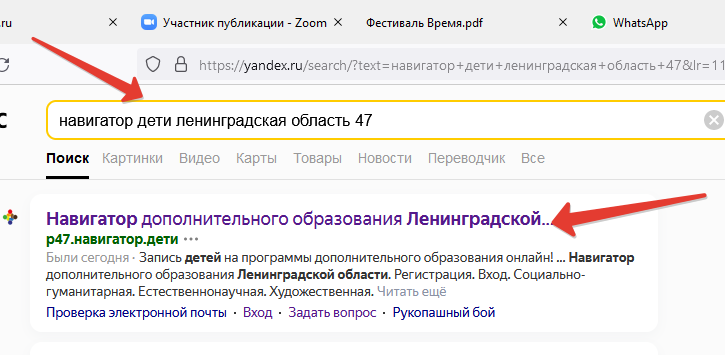 .ru
Участник публикации - Zoom
Фестиваль Время.pdf
WhatsApp
https://yandex.ru/search/?text=навигатор+дети+ленинградская+область+47&lr=11
с
навигатор дети ленинградская область 47
Поиск Картинки Видео Карты Товары Новости Переводчик Все
Навигатор дополнительного образования Ленинградской...
p47.навигатор.дети
Были сегодня · Запись детей на программы дополнительного образования онлайн! ... Навигатор
дополнительного образования Ленинградской области. Регистрация. Вход. Социально-
гуманитарная. Естественнонаучная. Художественная. Читать ещё
Проверка электронной почты · Вход · Задать вопрос · Рукопашный бой